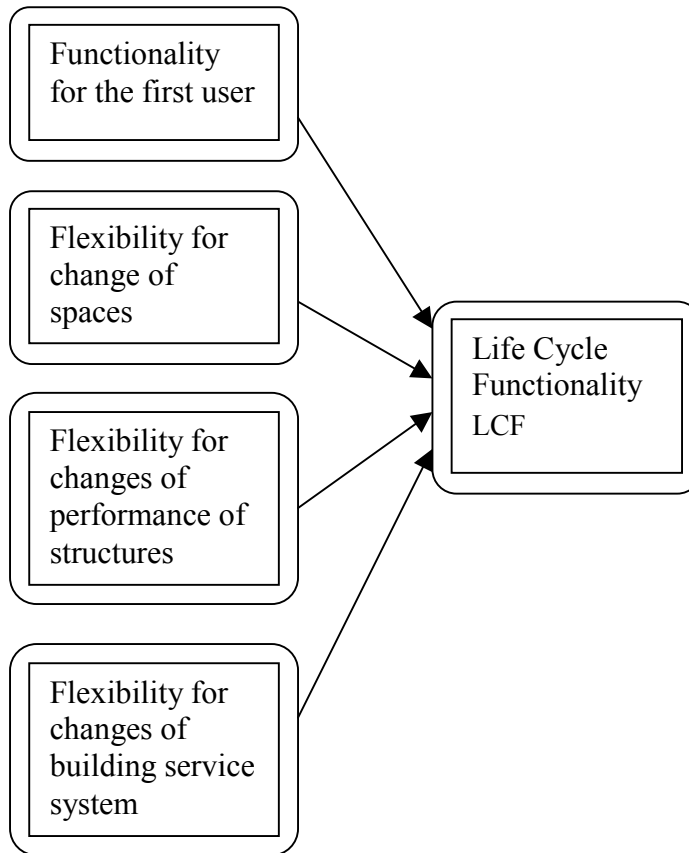 Functionality
for the first user
Flexibility for
change of
spaces
Flexibility for
changes of
performance of
structures
Flexibility for
changes of
building service
system
Life Cycle
Functionality
LCF